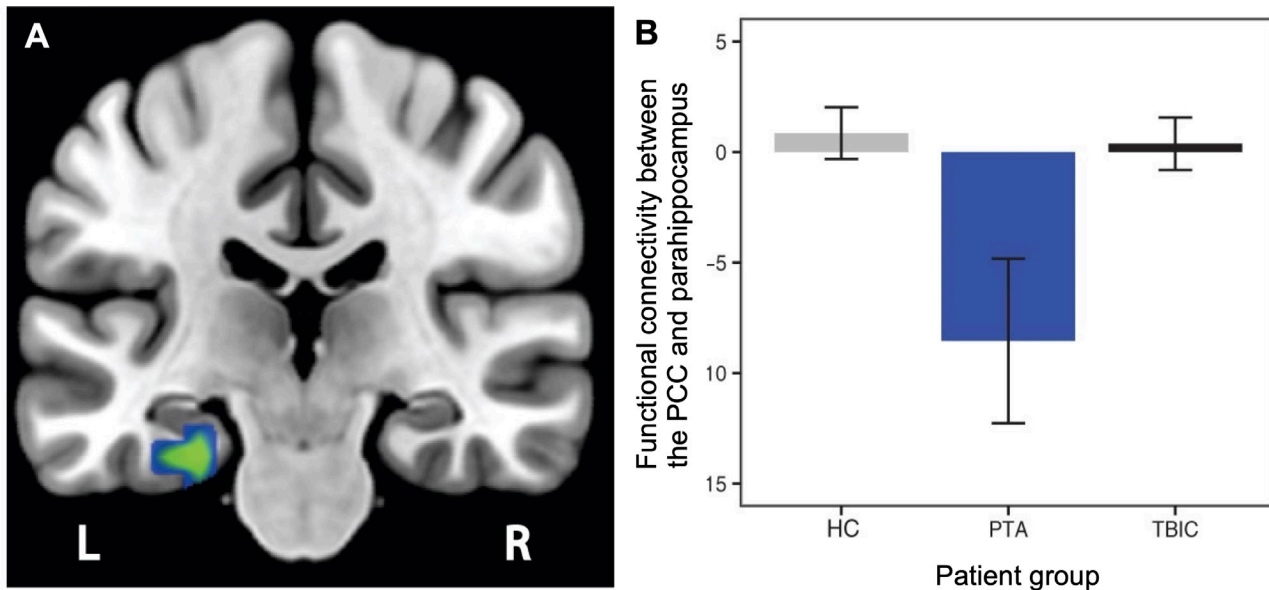 A
L
R
B
Functional connectivity between
the PCC and parahippocampus
5
0
-5
10
15
HC
PTA
TBIC
Patient group